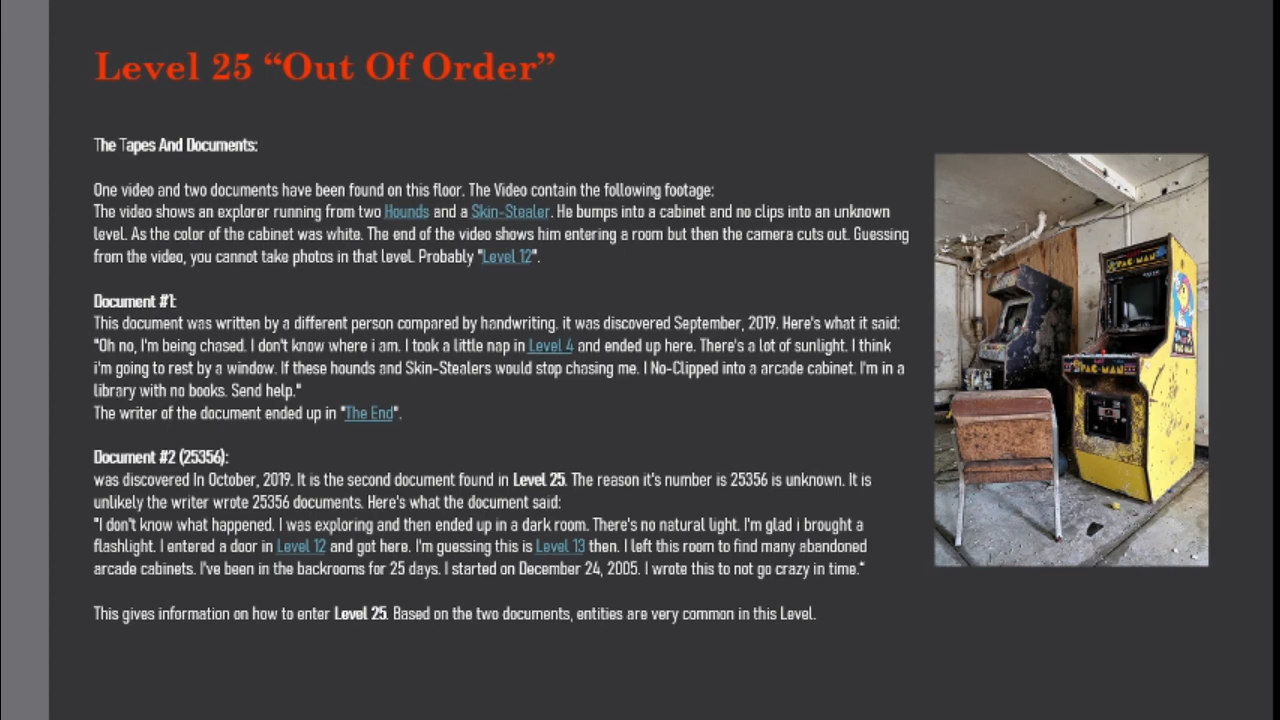 Level 25 “Out Of Order”
The Tapes And Documents:
One video and two documents have been found on this floor. The Video contain the following footage:
The video shows an explorer running from two Hounds and a Skin-Stealer. He bumps into a cabinet and no clips into an unknown
level. As the color of the cabinet was white. The end of the video shows him entering a room but then the camera cuts out. Guessing
from the video, you cannot take photos in that level. Probably "Level 12".
Document #1:
This document was written by a different person compared by handwriting. it was discovered September, 2019. Here's what it said:
"Oh no, I'm being chased. I don't know where i am. I took a little nap in Level 4 and ended up here. There's a lot of sunlight. I think
i'm going to rest by a window. If these hounds and Skin-Stealers would stop chasing me. I No-Clipped into a arcade cabinet. I'm in a
library with no books. Send help."
The writer of the document ended up in "The End".
Document #2 (25356):
was discovered In October, 2019. It is the second document found in Level 25. The reason it's number is 25356 is unknown. It is
unlikely the writer wrote 25356 documents. Here's what the document said:
"I don't know what happened. I was exploring and then ended up in a dark room. There's no natural light. I'm glad i brought a
flashlight. I entered a door in Level 12 and got here. I'm guessing this is Level 13 then. I left this room to find many abandoned
arcade cabinets. I've been in the backrooms for 25 days. I started on December 24, 2005. I wrote this to not go crazy in time."
This gives information on how to enter Level 25. Based on the two documents, entities are very common in this Level.
PAC-MAN
PAC-MAN
PAC-MAN